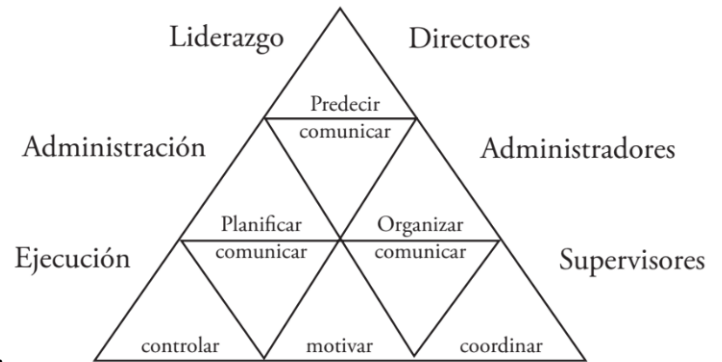 Liderazgo
Directores
Predecir
comunicar
Administración
Administradores
Planificar
Organizar
comunicar
comunicar
Ejecución
Supervisores
controlar
motivar
coordinar